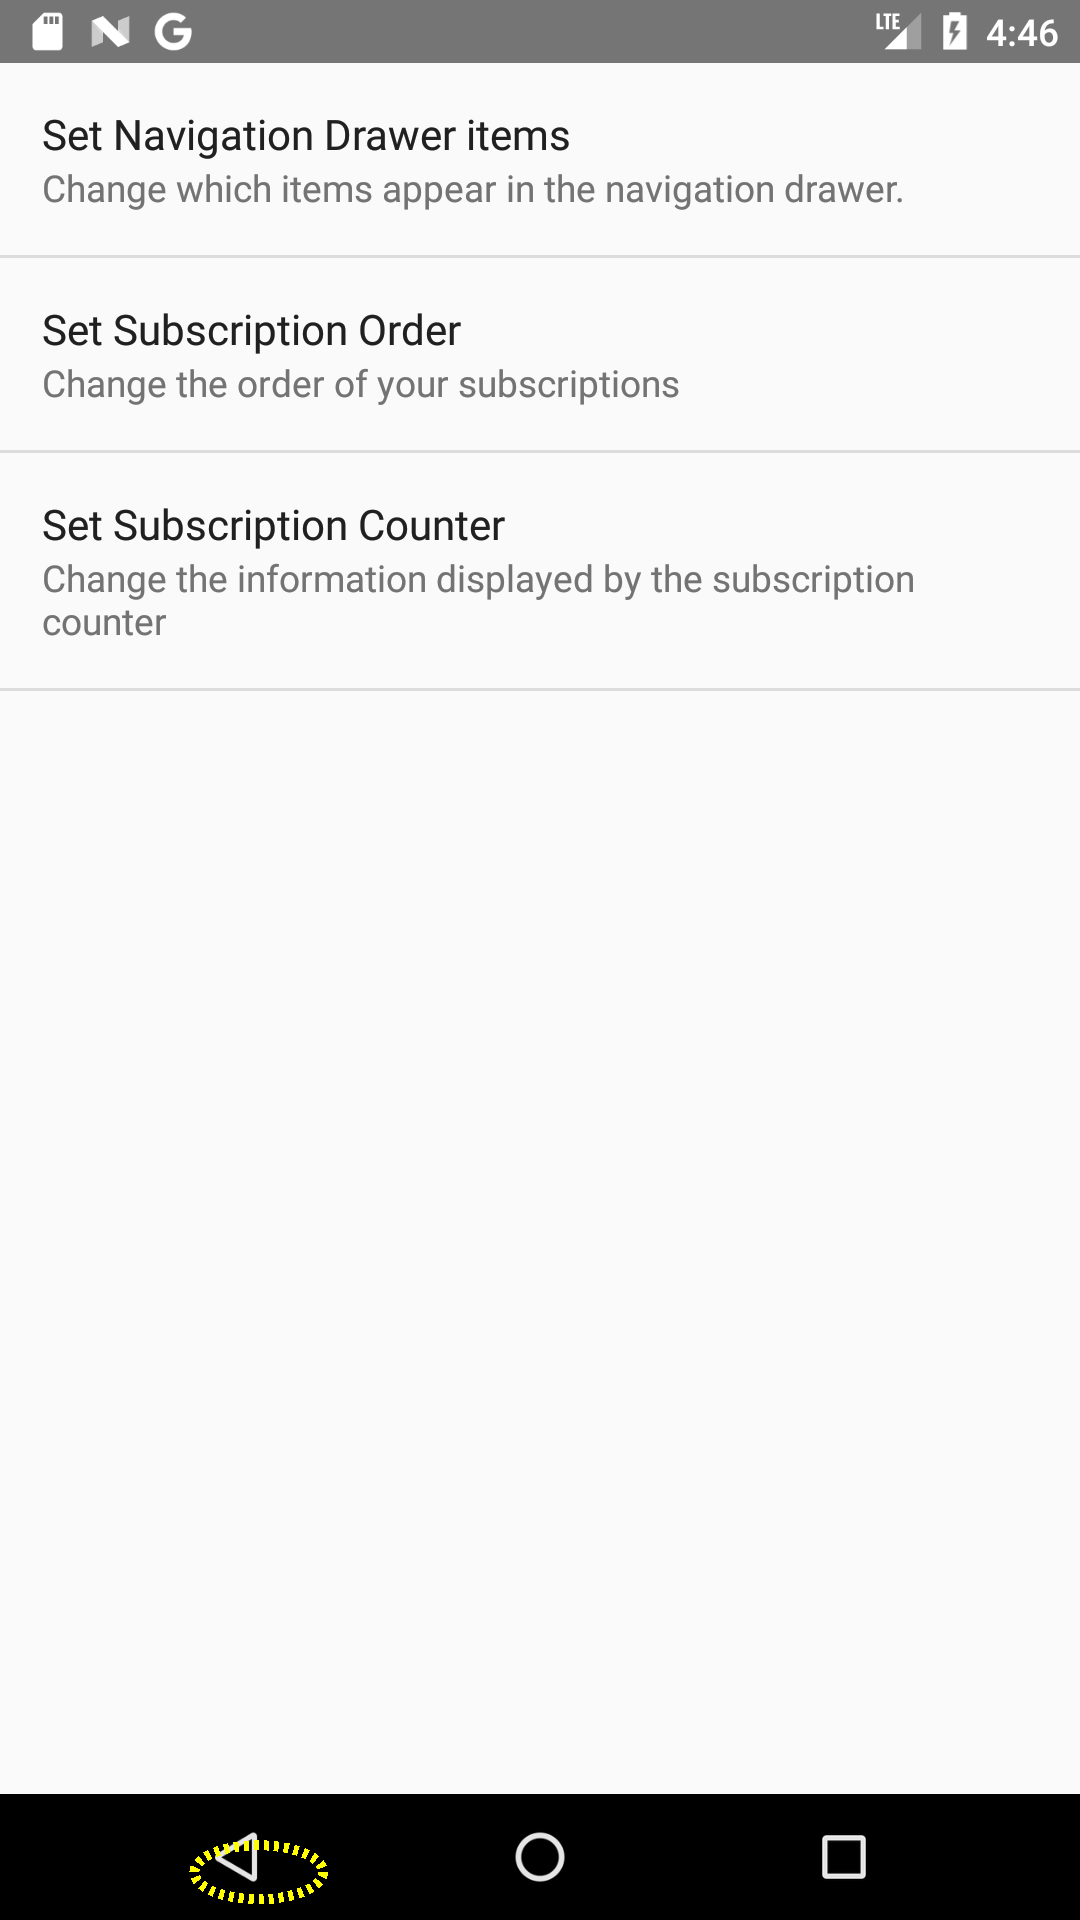 LTE 4:46
Set Navigation Drawer items
Change which items appear in the navigation drawer.
Set Subscription Order
Change the order of your subscriptions
Set Subscription Counter
Change the information displayed by the subscription
counter